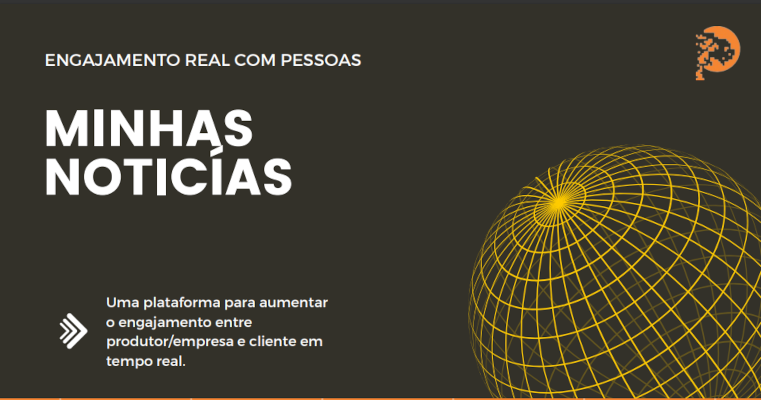 ENGAJAMENTO REAL COM PESSOAS
MINHAS
NOTICÍAS
Uma plataforma para aumentar
o engajamento entre
produtor/empresa e cliente em
tempo real.